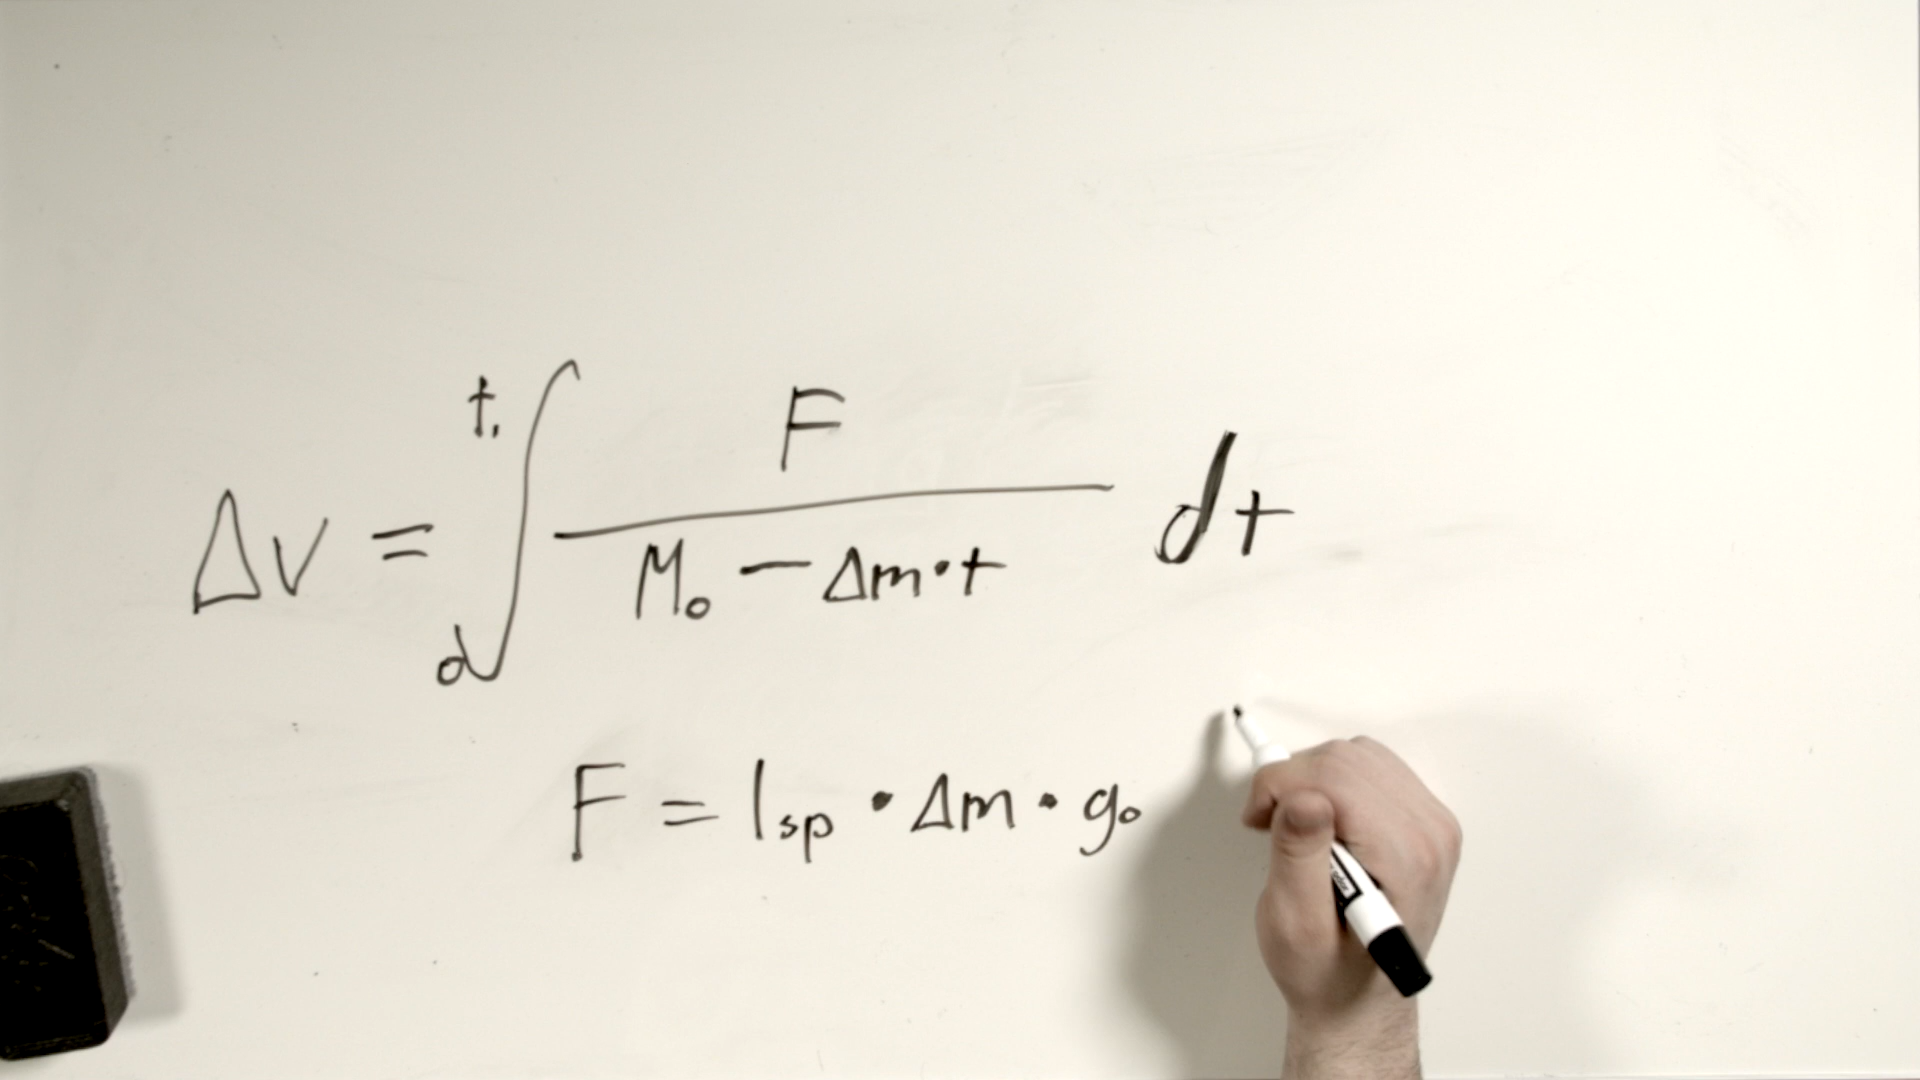 Δv = ∫₀^t₁ F / (M₀ − Δm·t) dt
F = Isp · Δm · g₀